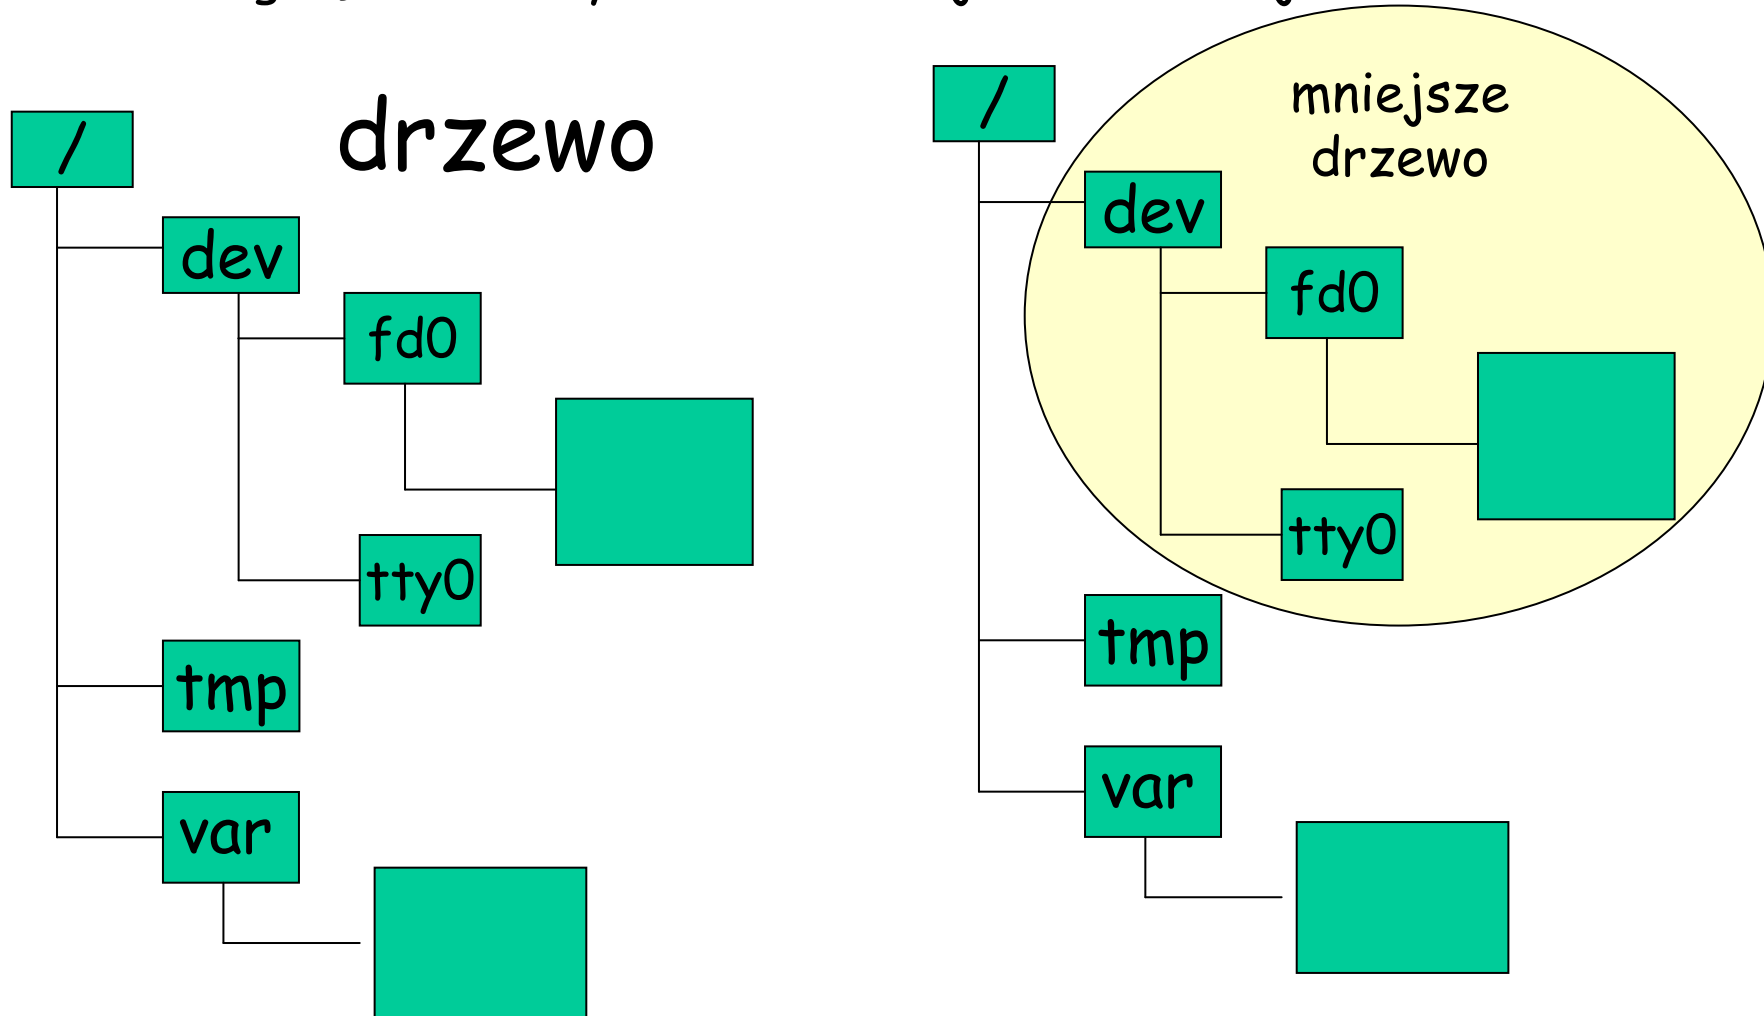 /
drzewo
dev
fd0
tty0
tmp
var
/
mniejsze
drzewo
dev
fd0
tty0
tmp
var